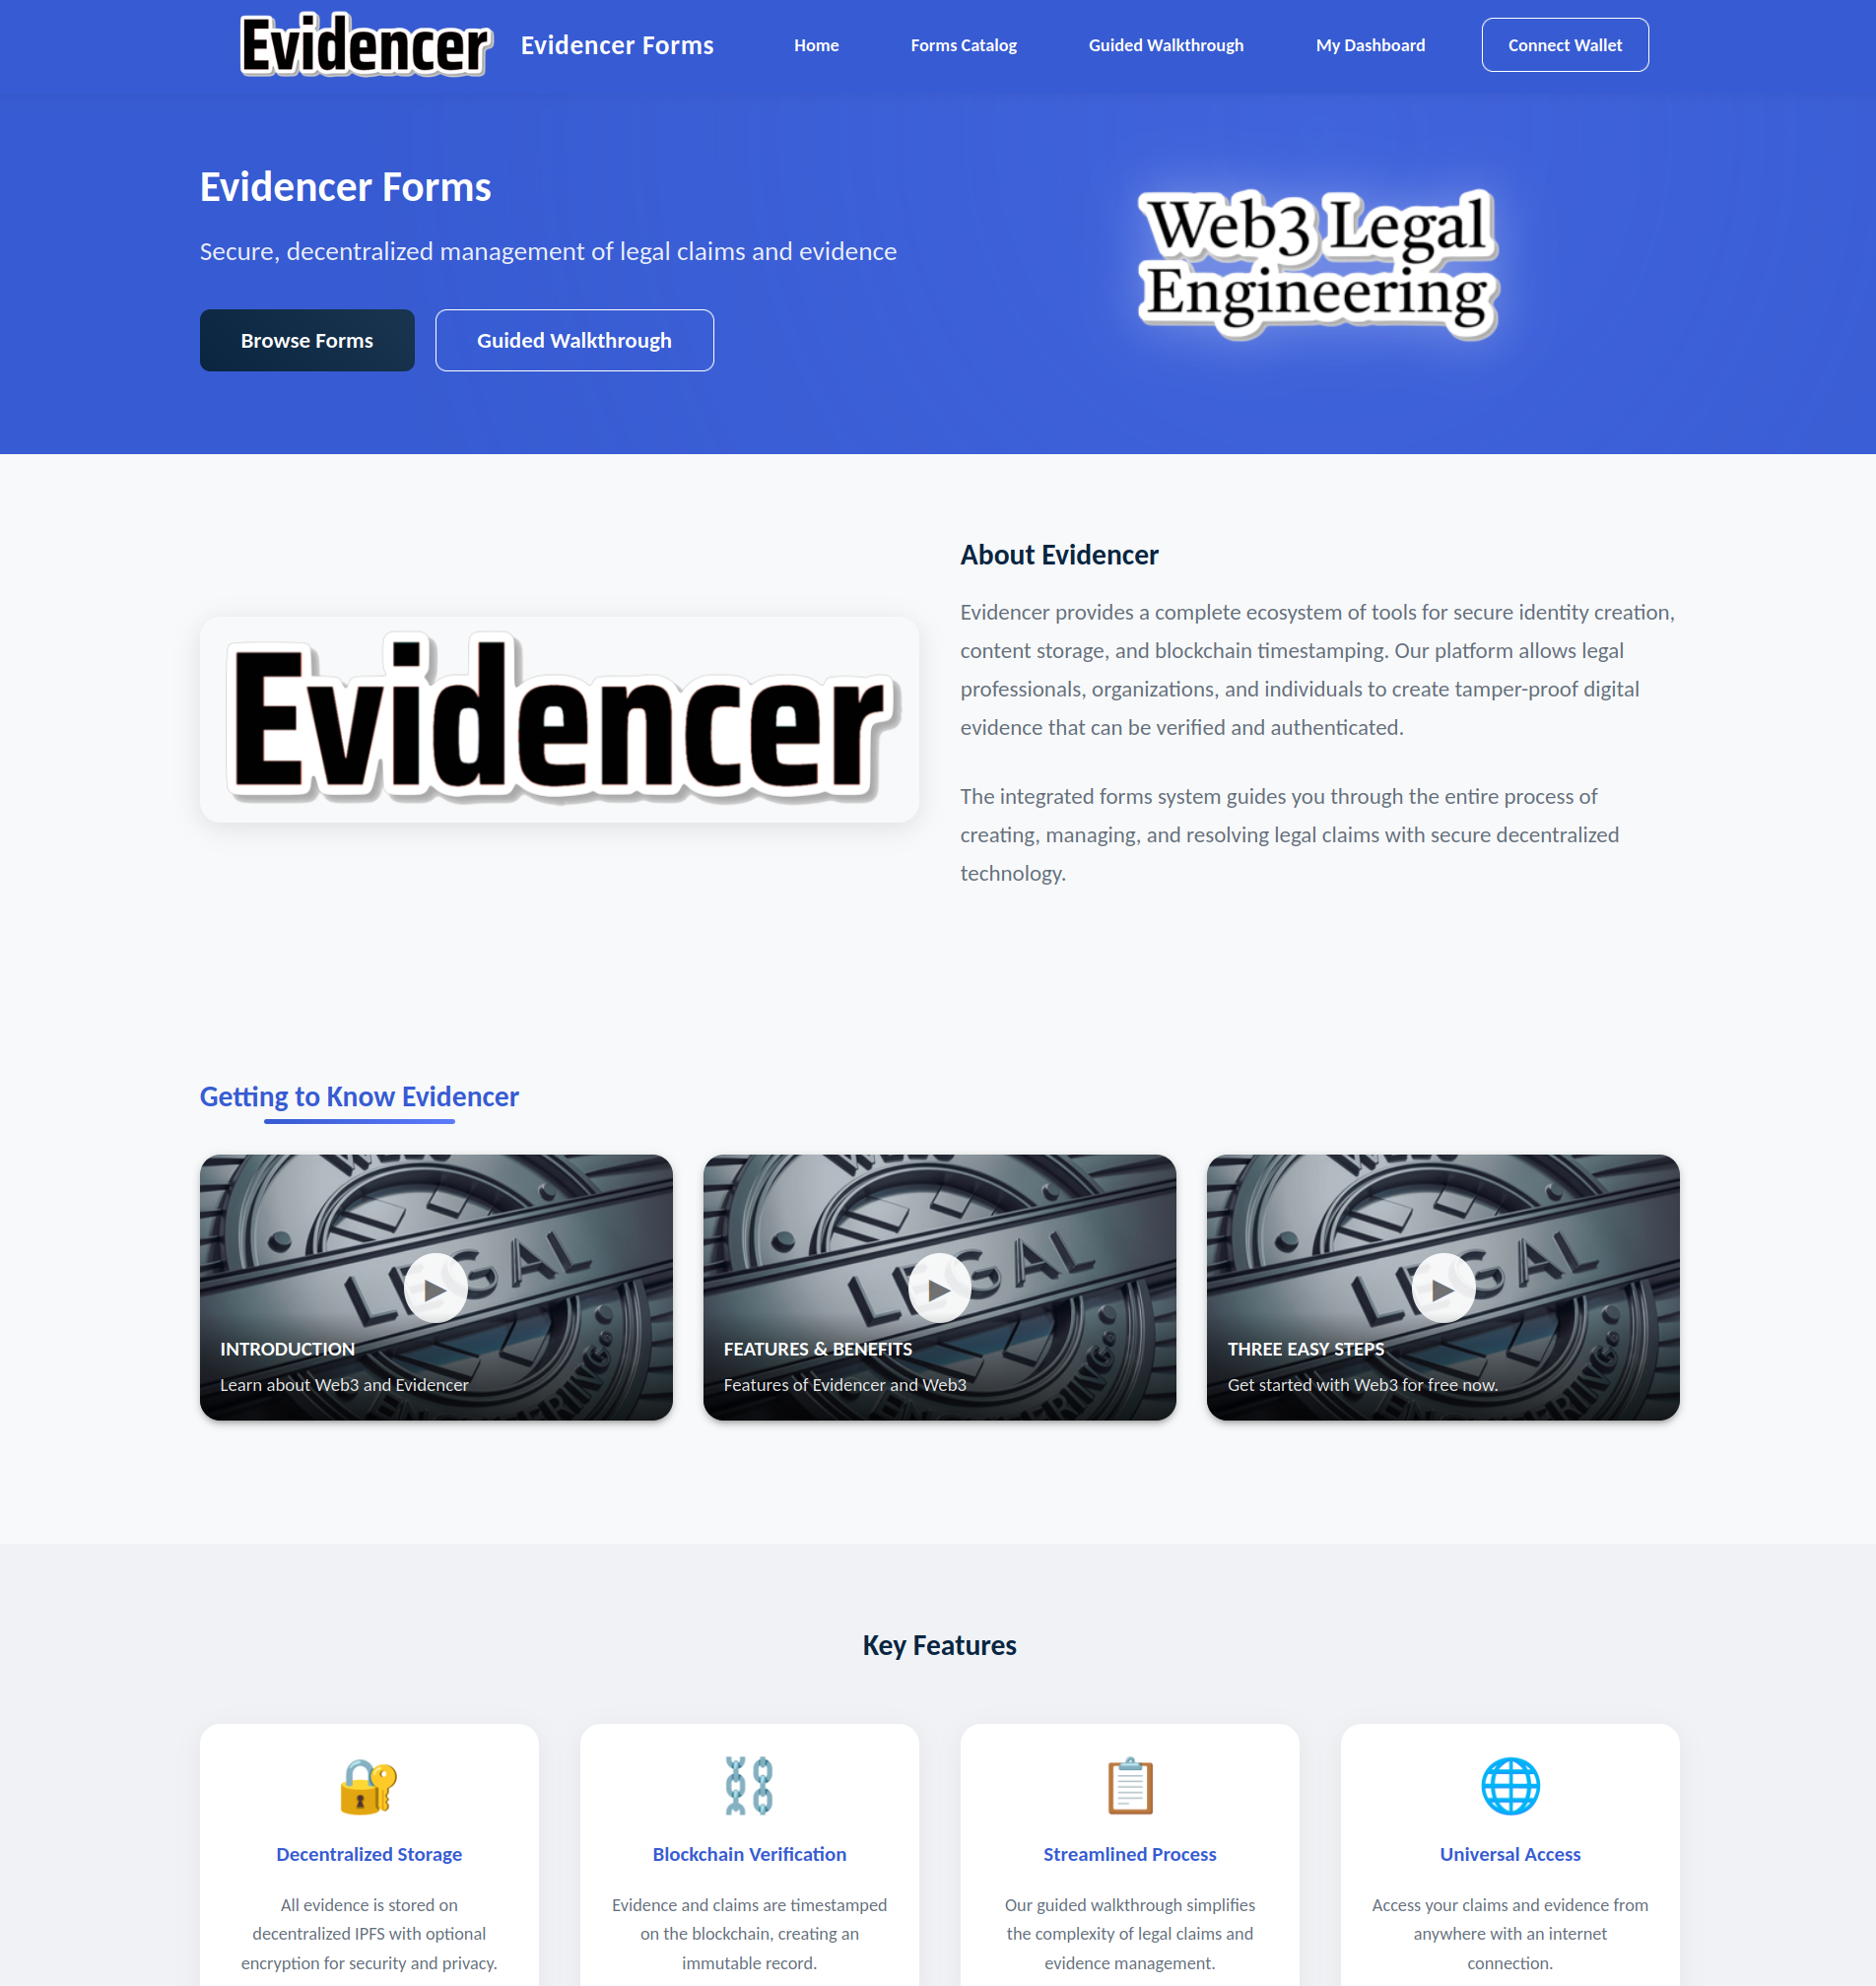 Evidencer
Evidencer Forms
Home
Forms Catalog
Guided Walkthrough
My Dashboard
Connect Wallet
Evidencer Forms
Secure, decentralized management of legal claims and evidence
Browse Forms
Guided Walkthrough
Web3 Legal
Engineering
Evidencer
About Evidencer
Evidencer provides a complete ecosystem of tools for secure identity creation,
content storage, and blockchain timestamping. Our platform allows legal
professionals, organizations, and individuals to create tamper-proof digital
evidence that can be verified and authenticated.
The integrated forms system guides you through the entire process of
creating, managing, and resolving legal claims with secure decentralized
technology.
Getting to Know Evidencer
LEGAL
INTRODUCTION
Learn about Web3 and Evidencer
LEGAL
FEATURES & BENEFITS
Features of Evidencer and Web3
LEGAL
THREE EASY STEPS
Get started with Web3 for free now.
Key Features
Decentralized Storage
All evidence is stored on
decentralized IPFS with optional
encryption for security and privacy.
Blockchain Verification
Evidence and claims are timestamped
on the blockchain, creating an
immutable record.
Streamlined Process
Our guided walkthrough simplifies
the complexity of legal claims and
evidence management.
Universal Access
Access your claims and evidence from
anywhere with an internet
connection.